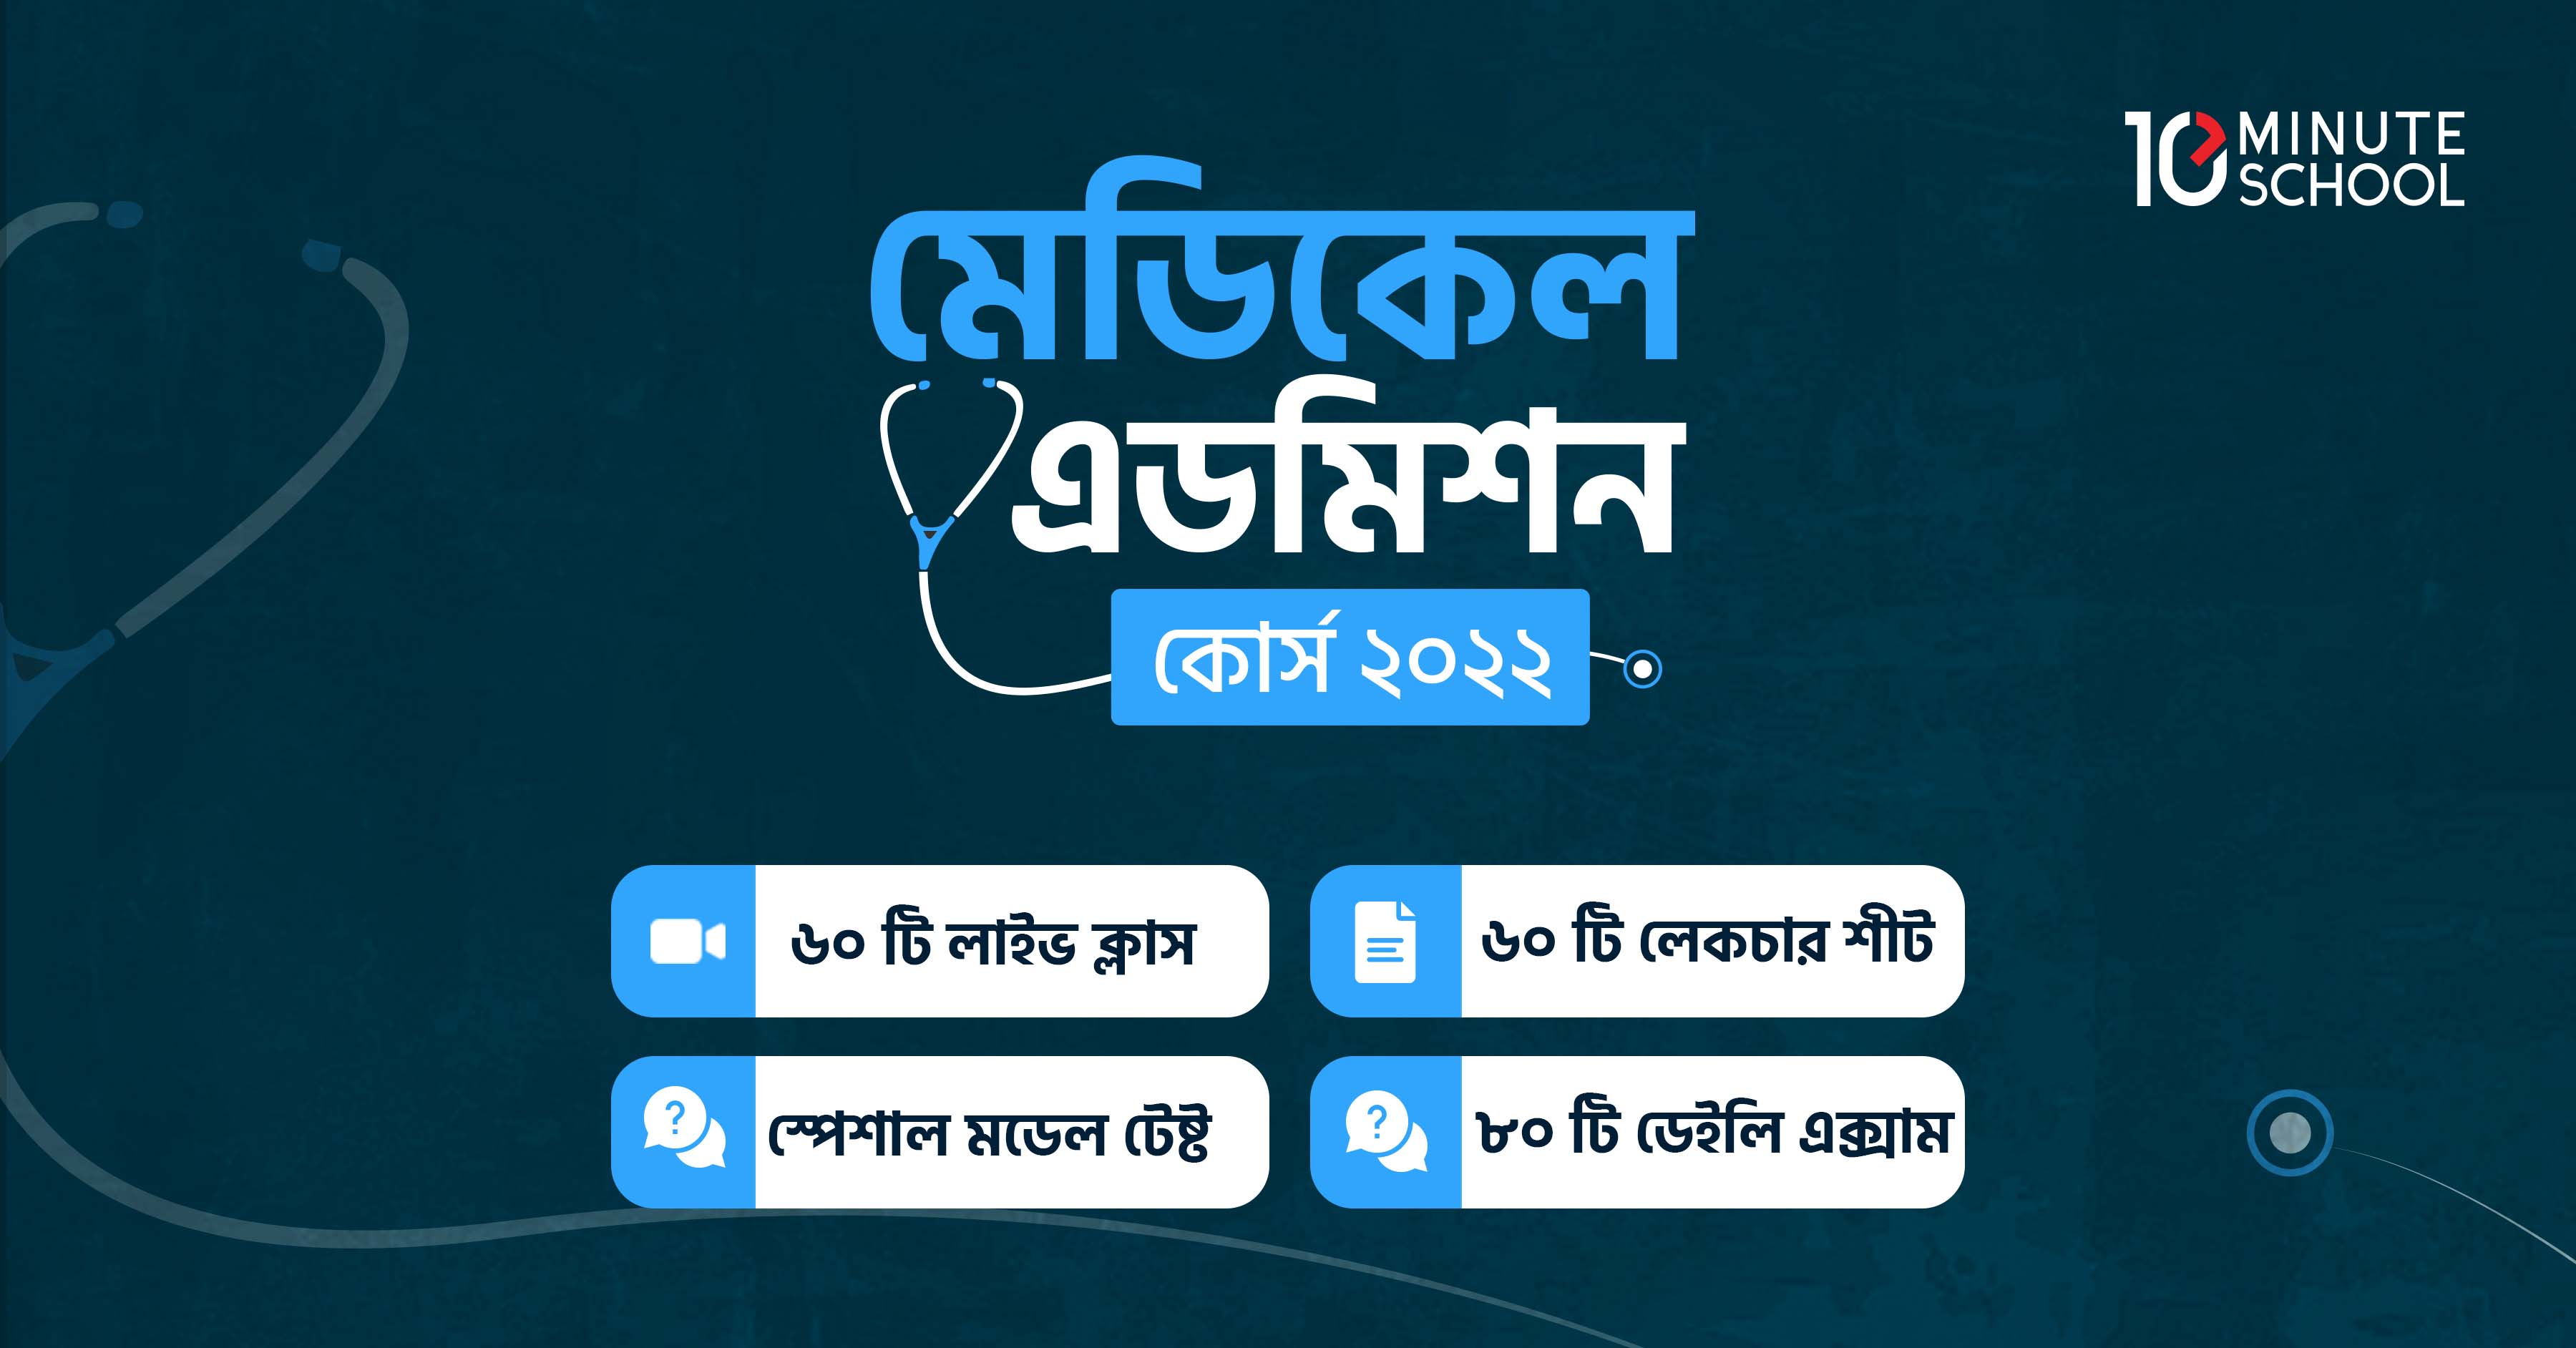 10 MINUTE
SCHOOL
মেডিকেল
এডমিশন
কোর্স ২০২২
৬০ টি লাইভ ক্লাস
৬০ টি লেকচার শীট
স্পেশাল মডেল টেষ্ট
৮০ টি ডেইলি এক্সাম